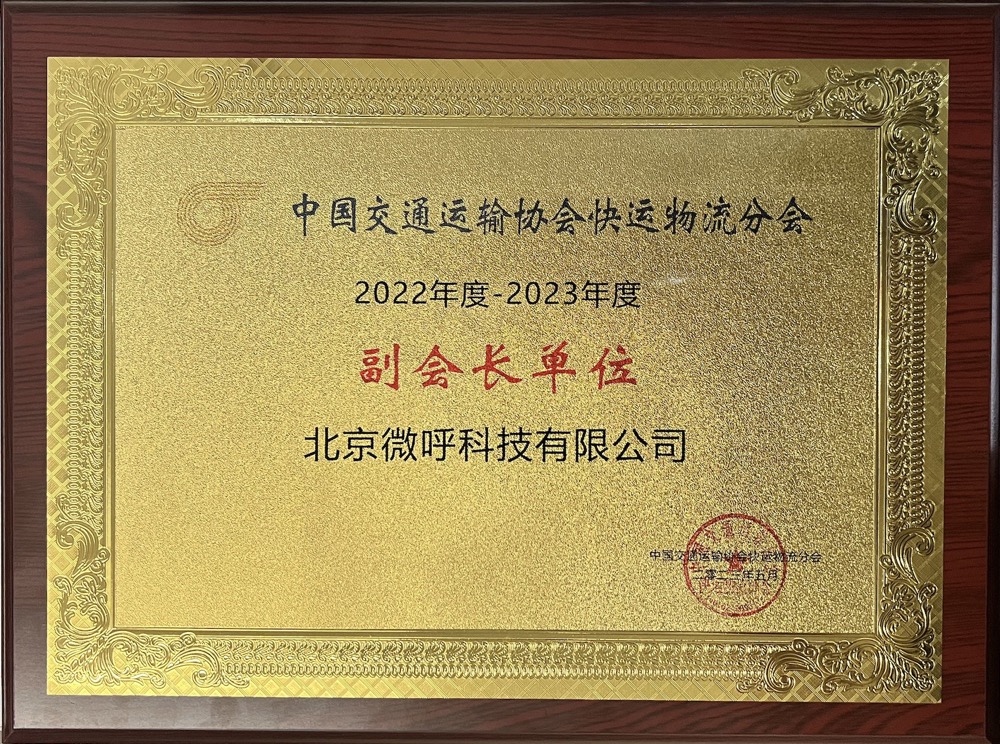 中国交通运输协会快运物流分会
2022年度-2023年度
副会长单位
北京微呼科技有限公司
中国交通运输协会快运物流分会
二零二三年五月